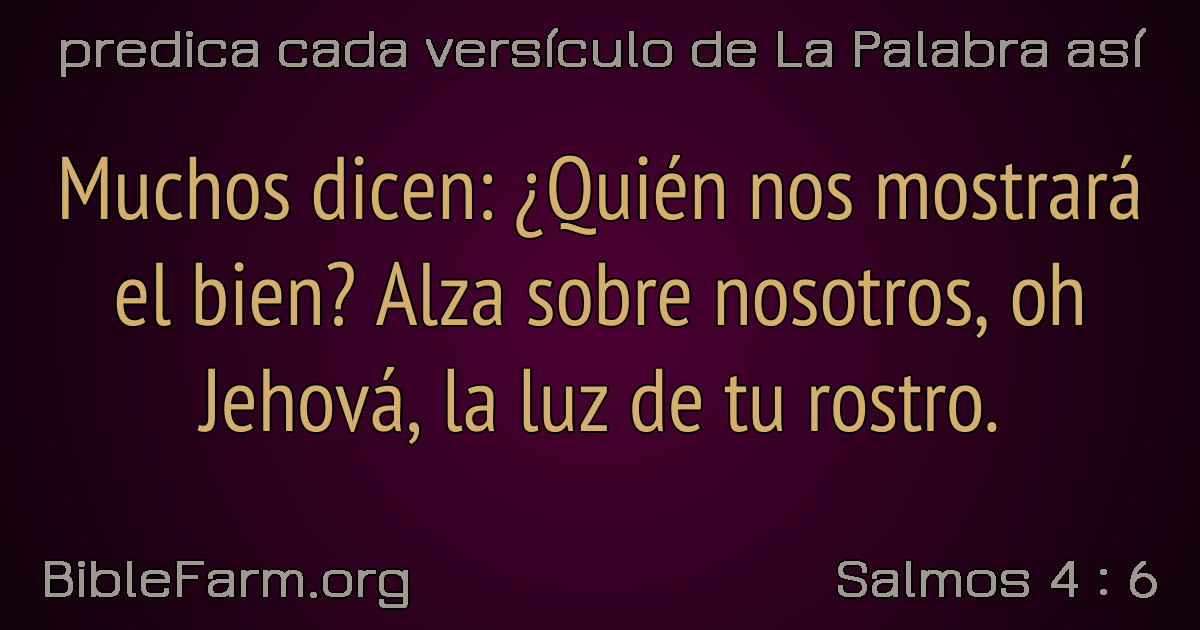 predica cada versículo de La Palabra así
Muchos dicen: ¿Quién nos mostrará
el bien? Alza sobre nosotros, oh
Jehová, la luz de tu rostro.
BibleFarm.org
Salmos 4 : 6